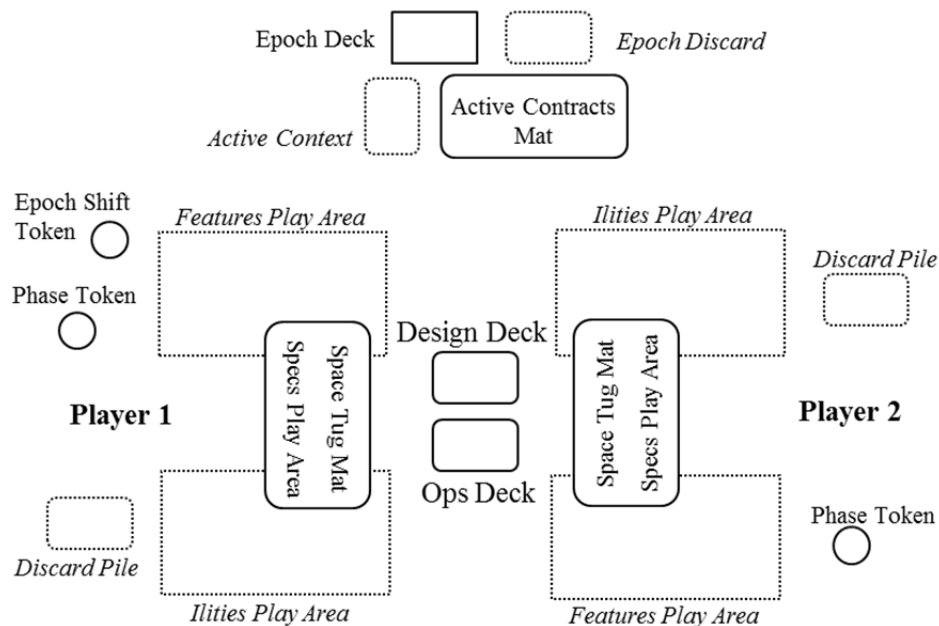 Epoch Deck
Epoch Discard
Active Context
Active Contracts
Mat
Epoch Shift
Token
Features Play Area
Ilities Play Area
Discard Pile
Phase Token
Design Deck
Space Tug Mat
Specs Play Area
Space Tug Mat
Specs Play Area
Player 1
Player 2
Ops Deck
Discard Pile
Phase Token
Ilities Play Area
Features Play Area